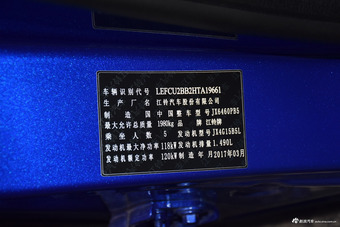 车辆识别代号 LEFCU2BB2HTA19661
生产厂名 江铃汽车股份有限公司
制造国 中国 整车型号 JX6460PB5
最大允许总质量 1980kg 品牌 江铃牌
乘坐人数 5 发动机型号 JX4G15B5L
发动机最大净功率 118kW 发动机排量 1.490L
发动机额定功率 120kW 制造年月 2017年03月